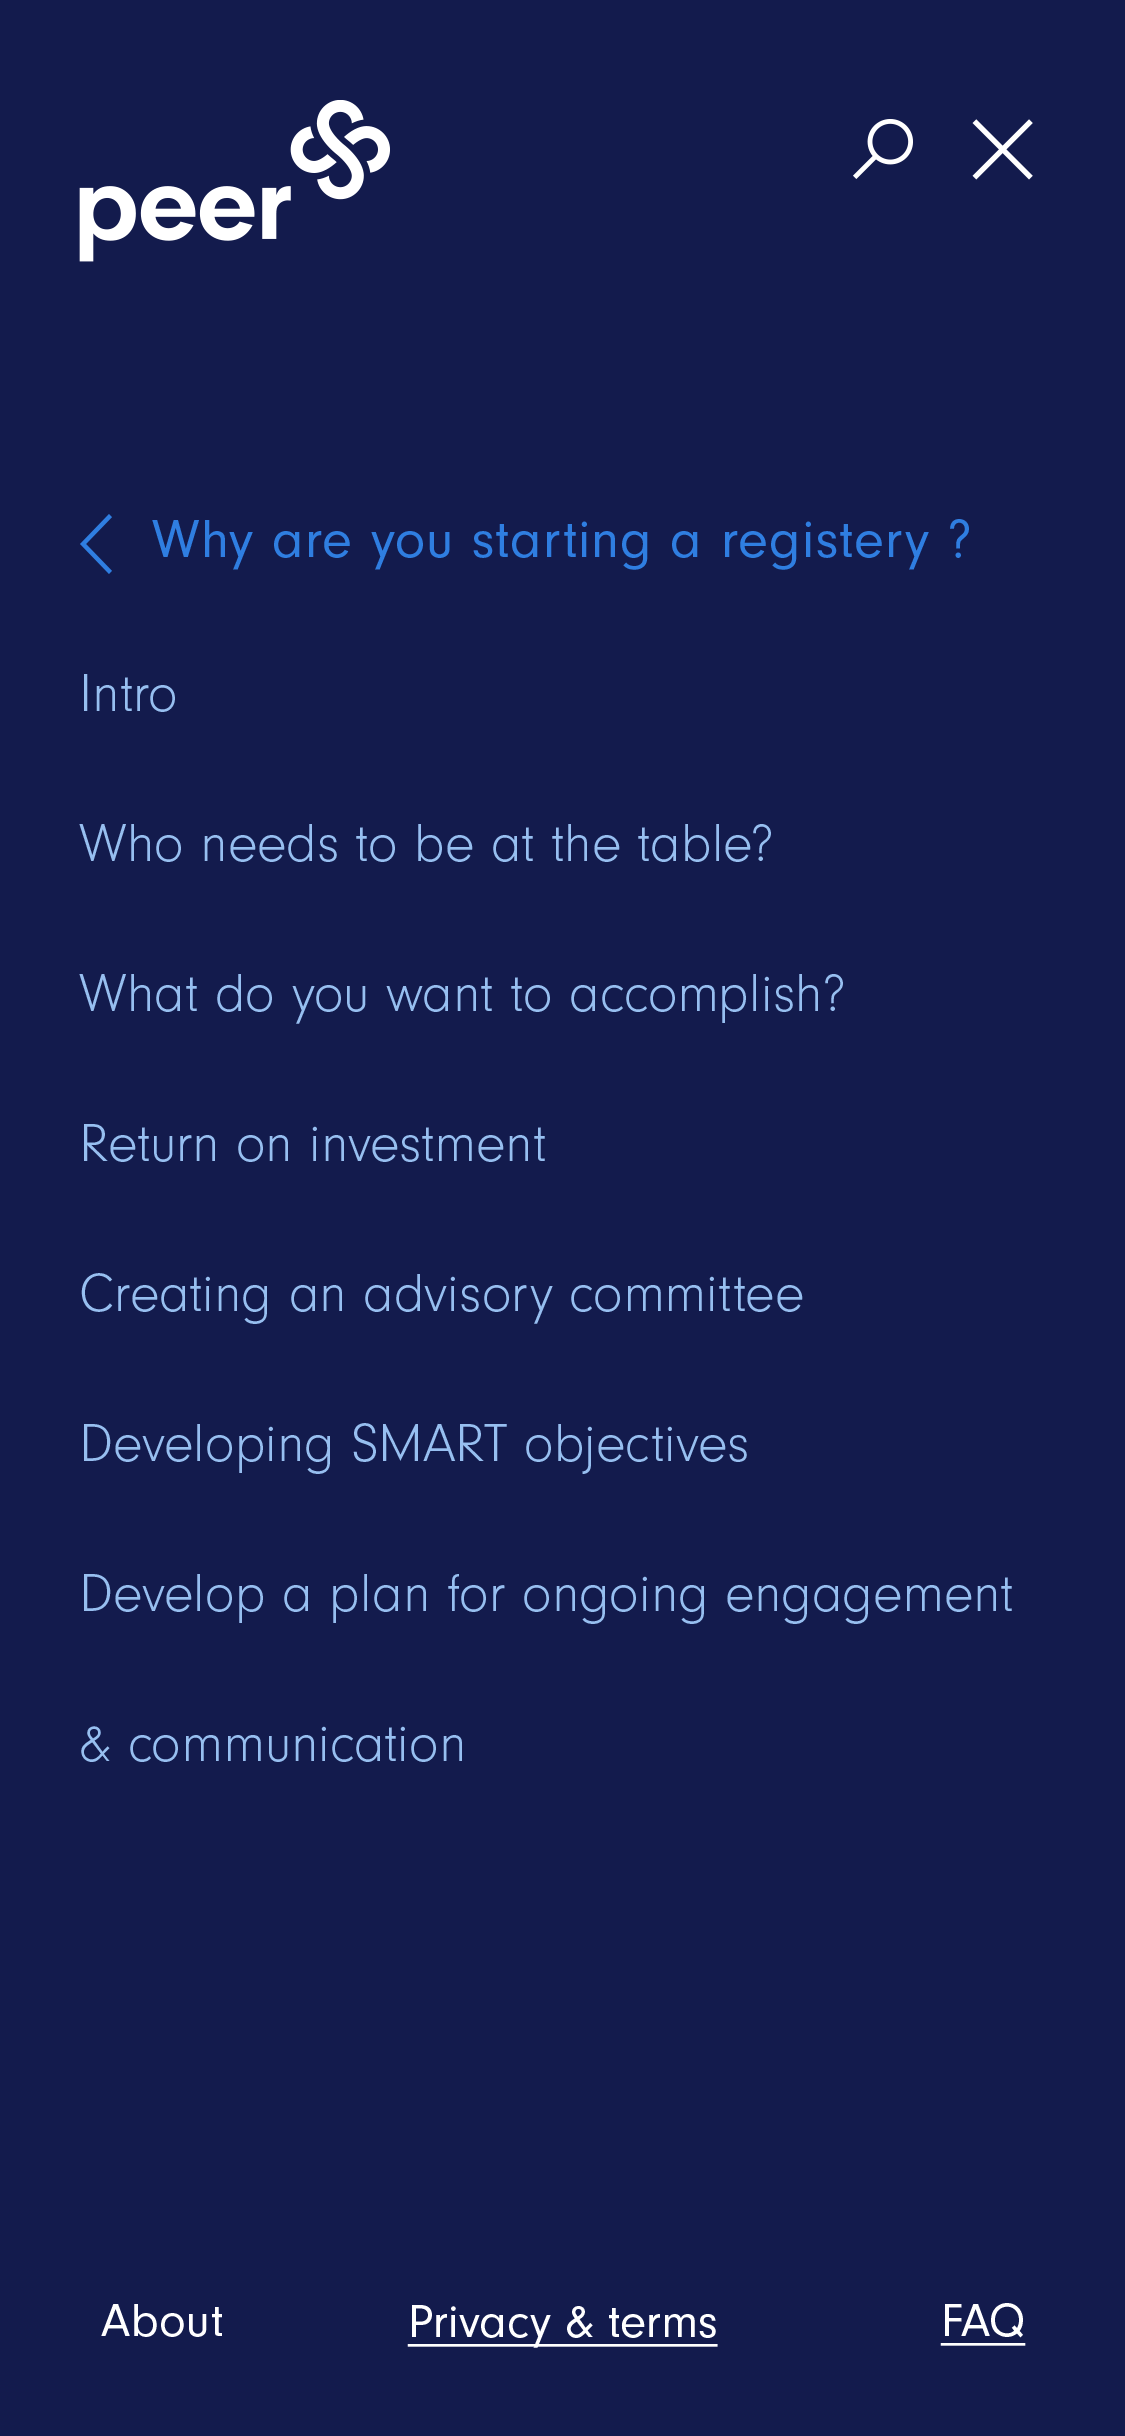 peer
Why are you starting a registery ?
Intro
Who needs to be at the table?
What do you want to accomplish?
Return on investment
Creating an advisory committee
Developing SMART objectives
Develop a plan for ongoing engagement
& communication
About Privacy & terms FAQ